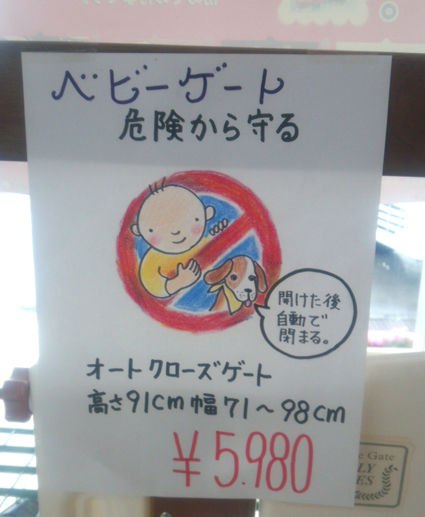 ベビーゲート
危険から守る
開けた後
自動で
閉まる。
オートクローズゲート
高さ91cm幅71〜98cm
¥5.980
Gate